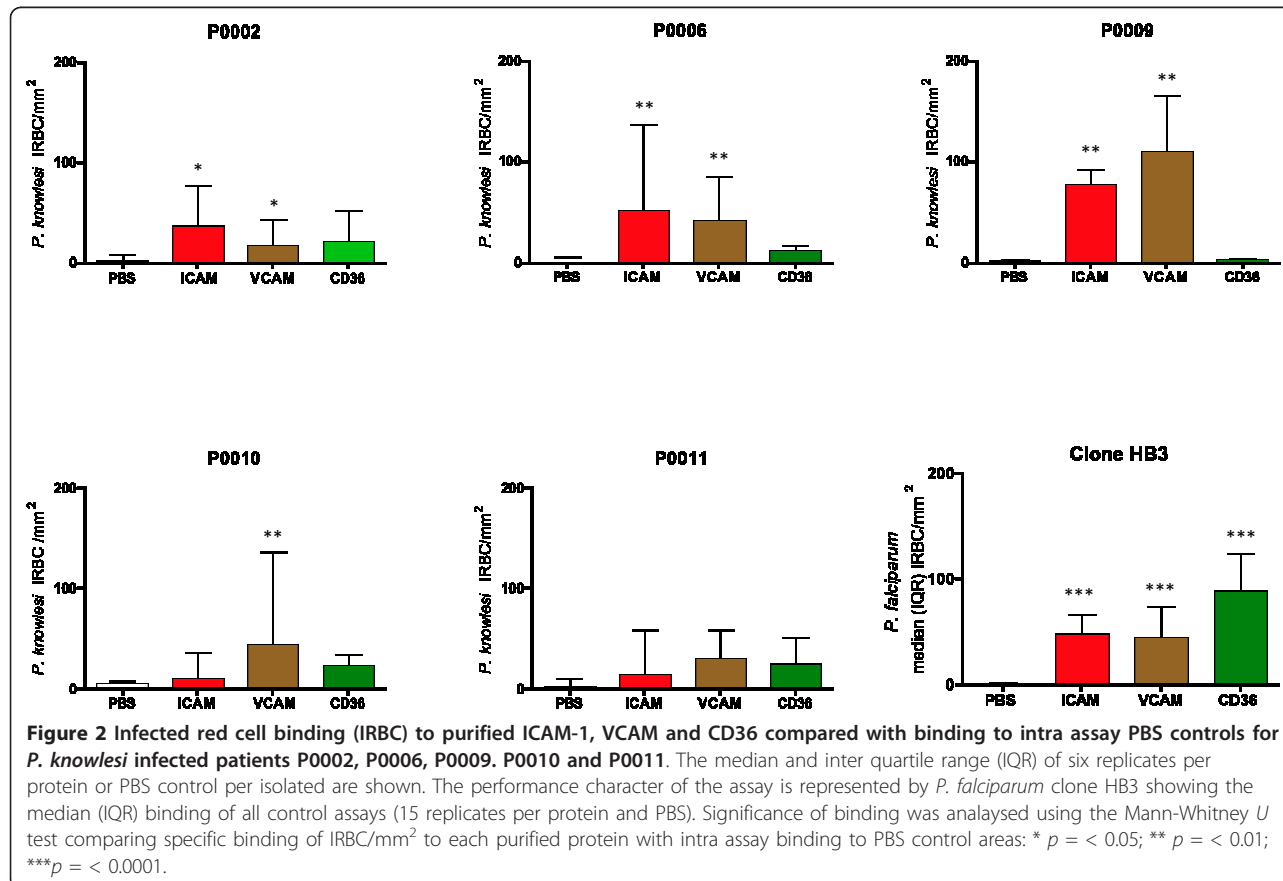 P0002
P. knowlesi IRBC/mm²
200
100
0
*
*
PBS ICAM VCAM CD36
P0006
P. knowlesi IRBC/mm²
200
100
0
**
**
PBS ICAM VCAM CD36
P0009
P. knowlesi IRBC/mm²
200
100
0
**
**
PBS ICAM VCAM CD36
P0010
P. knowlesi IRBC /mm²
200
100
0
**
PBS ICAM VCAM CD36
P0011
P. knowlesi IRBC/mm²
200
100
0
PBS ICAM VCAM CD36
Clone HB3
P. falciparum
median (IQR) IRBC/mm²
200
100
0
***
***
***
PBS ICAM VCAM CD36
Figure 2 Infected red cell binding (IRBC) to purified ICAM-1, VCAM and CD36 compared with binding to intra assay PBS controls for
P. knowlesi infected patients P0002, P0006, P0009. P0010 and P0011. The median and inter quartile range (IQR) of six replicates per
protein or PBS control per isolated are shown. The performance character of the assay is represented by P. falciparum clone HB3 showing the
median (IQR) binding of all control assays (15 replicates per protein and PBS). Significance of binding was analaysed using the Mann-Whitney U
test comparing specific binding of IRBC/mm² to each purified protein with intra assay binding to PBS control areas: * p = < 0.05; ** p = < 0.01;
***p = < 0.0001.